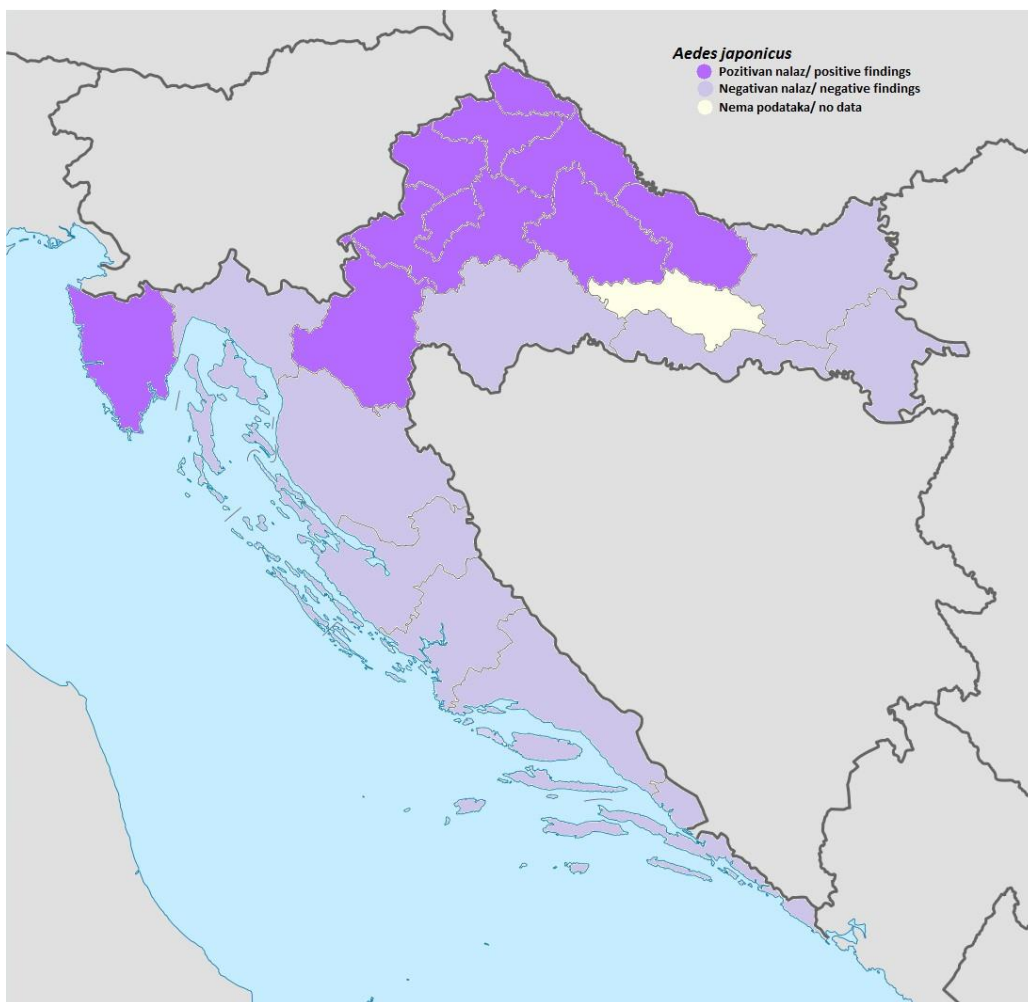 Aedes japonicus
Pozitivan nalaz/ positive findings
Negativan nalaz/ negative findings
Nema podataka/ no data